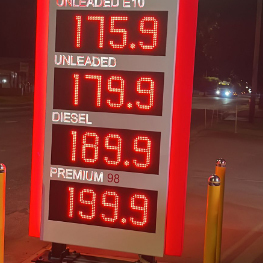 UNLEADED E10
175.9
UNLEADED
179.9
DIESEL
189.9
PREMIUM 98
199.9